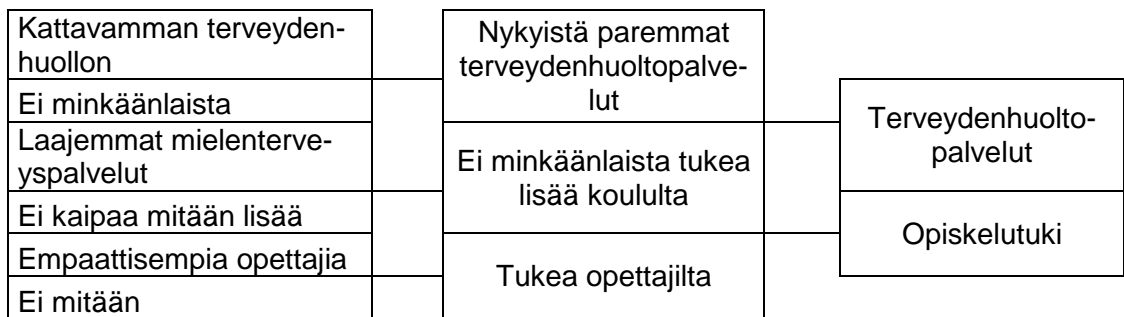 Kattavamman terveyden-
huollon
Ei minkäänlaista
Laajemmat mielenterve-
yspalvelut
Ei kaipaa mitään lisää
Empaattisempia opettajia
Ei mitään
Nykyistä paremmat
terveydenhuoltopalve-
lut
Ei minkäänlaista tukea
lisää koululta
Tukea opettajilta
Terveydenhuolto-
palvelut
Opiskelutuki